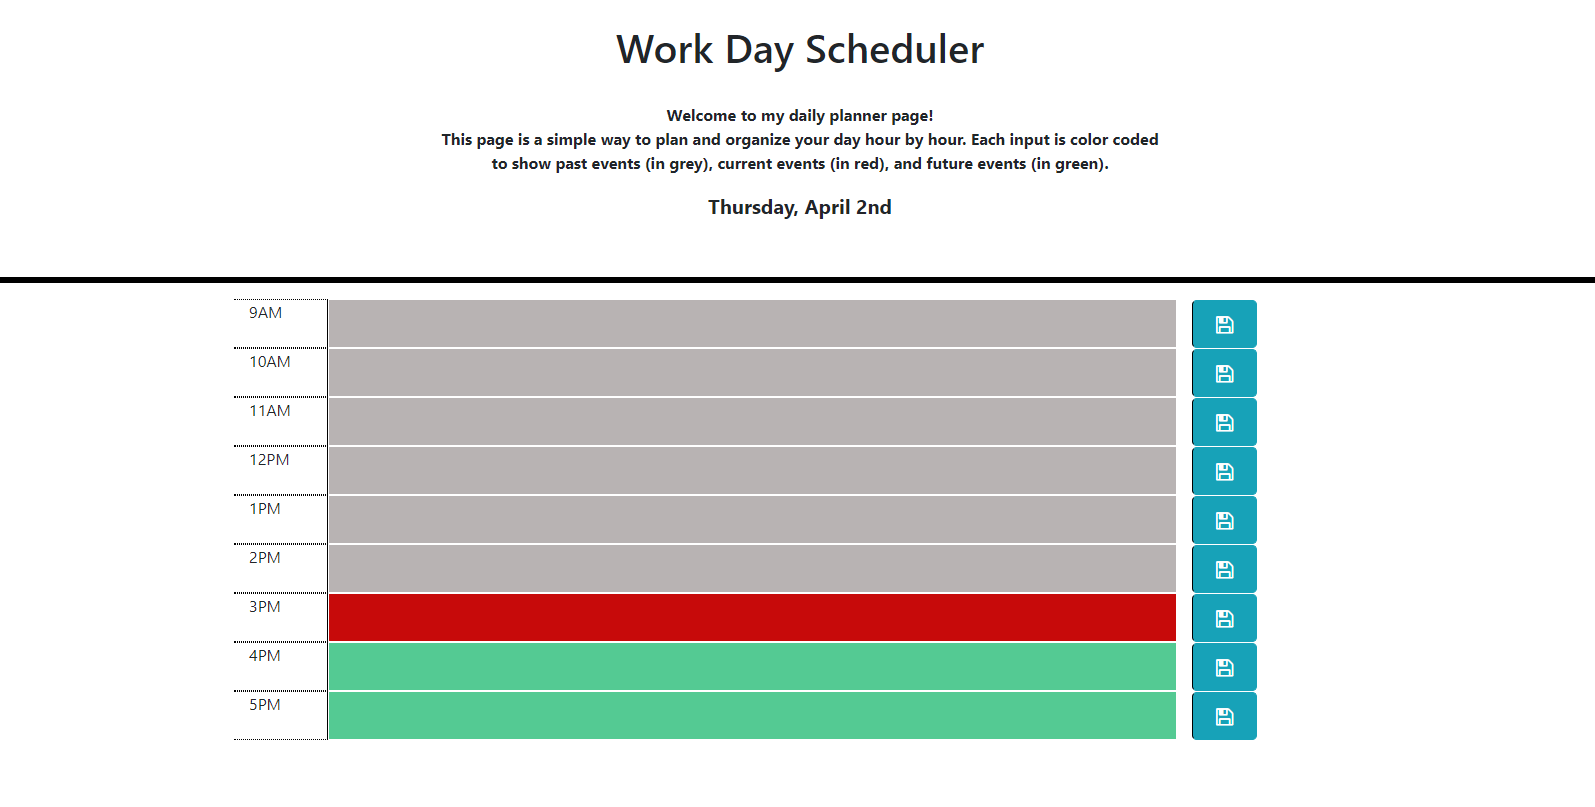 Work Day Scheduler
Welcome to my daily planner page!
This page is a simple way to plan and organize your day hour by hour. Each input is color coded
to show past events (in grey), current events (in red), and future events (in green).
Thursday, April 2nd
9AM
10AM
11AM
12PM
1PM
2PM
3PM
4PM
5PM